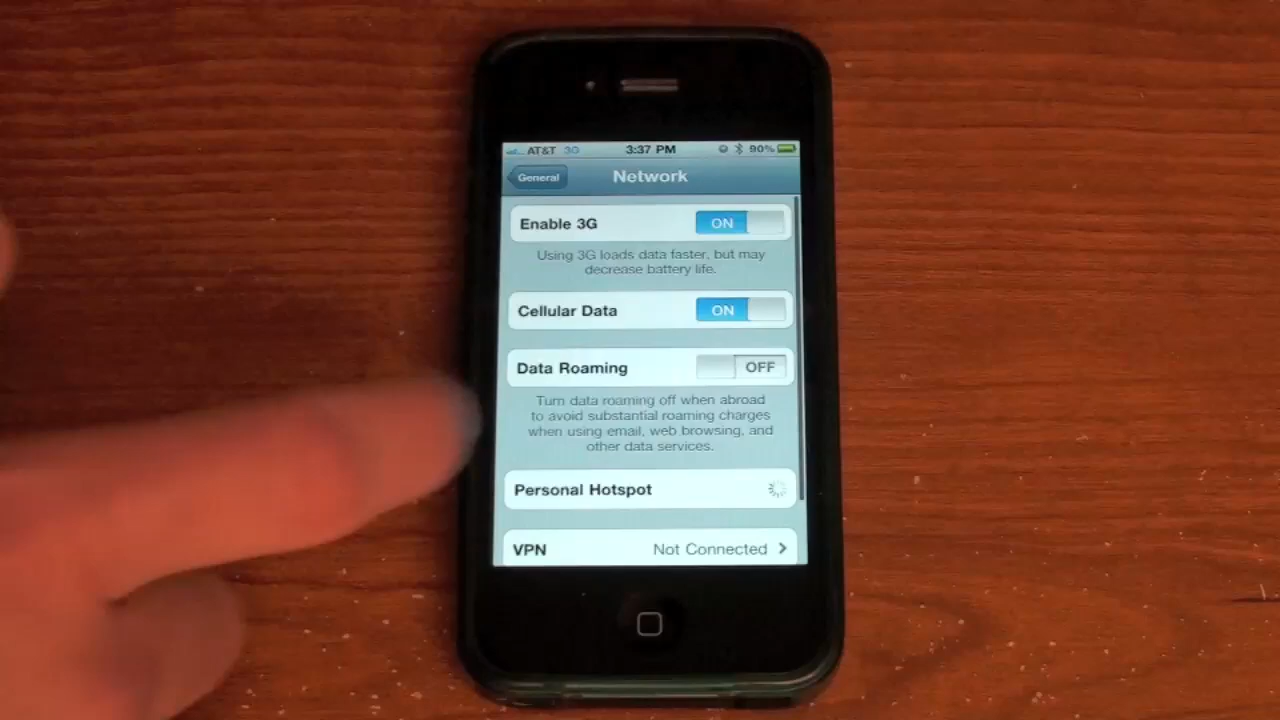 AT&T 3G 3:37 PM 90%
General Network
Enable 3G ON
Using 3G loads data faster, but may
decrease battery life.
Cellular Data ON
Data Roaming OFF
Turn data roaming off when abroad
to avoid substantial roaming charges
when using email, web browsing, and
other data services.
Personal Hotspot
VPN Not Connected